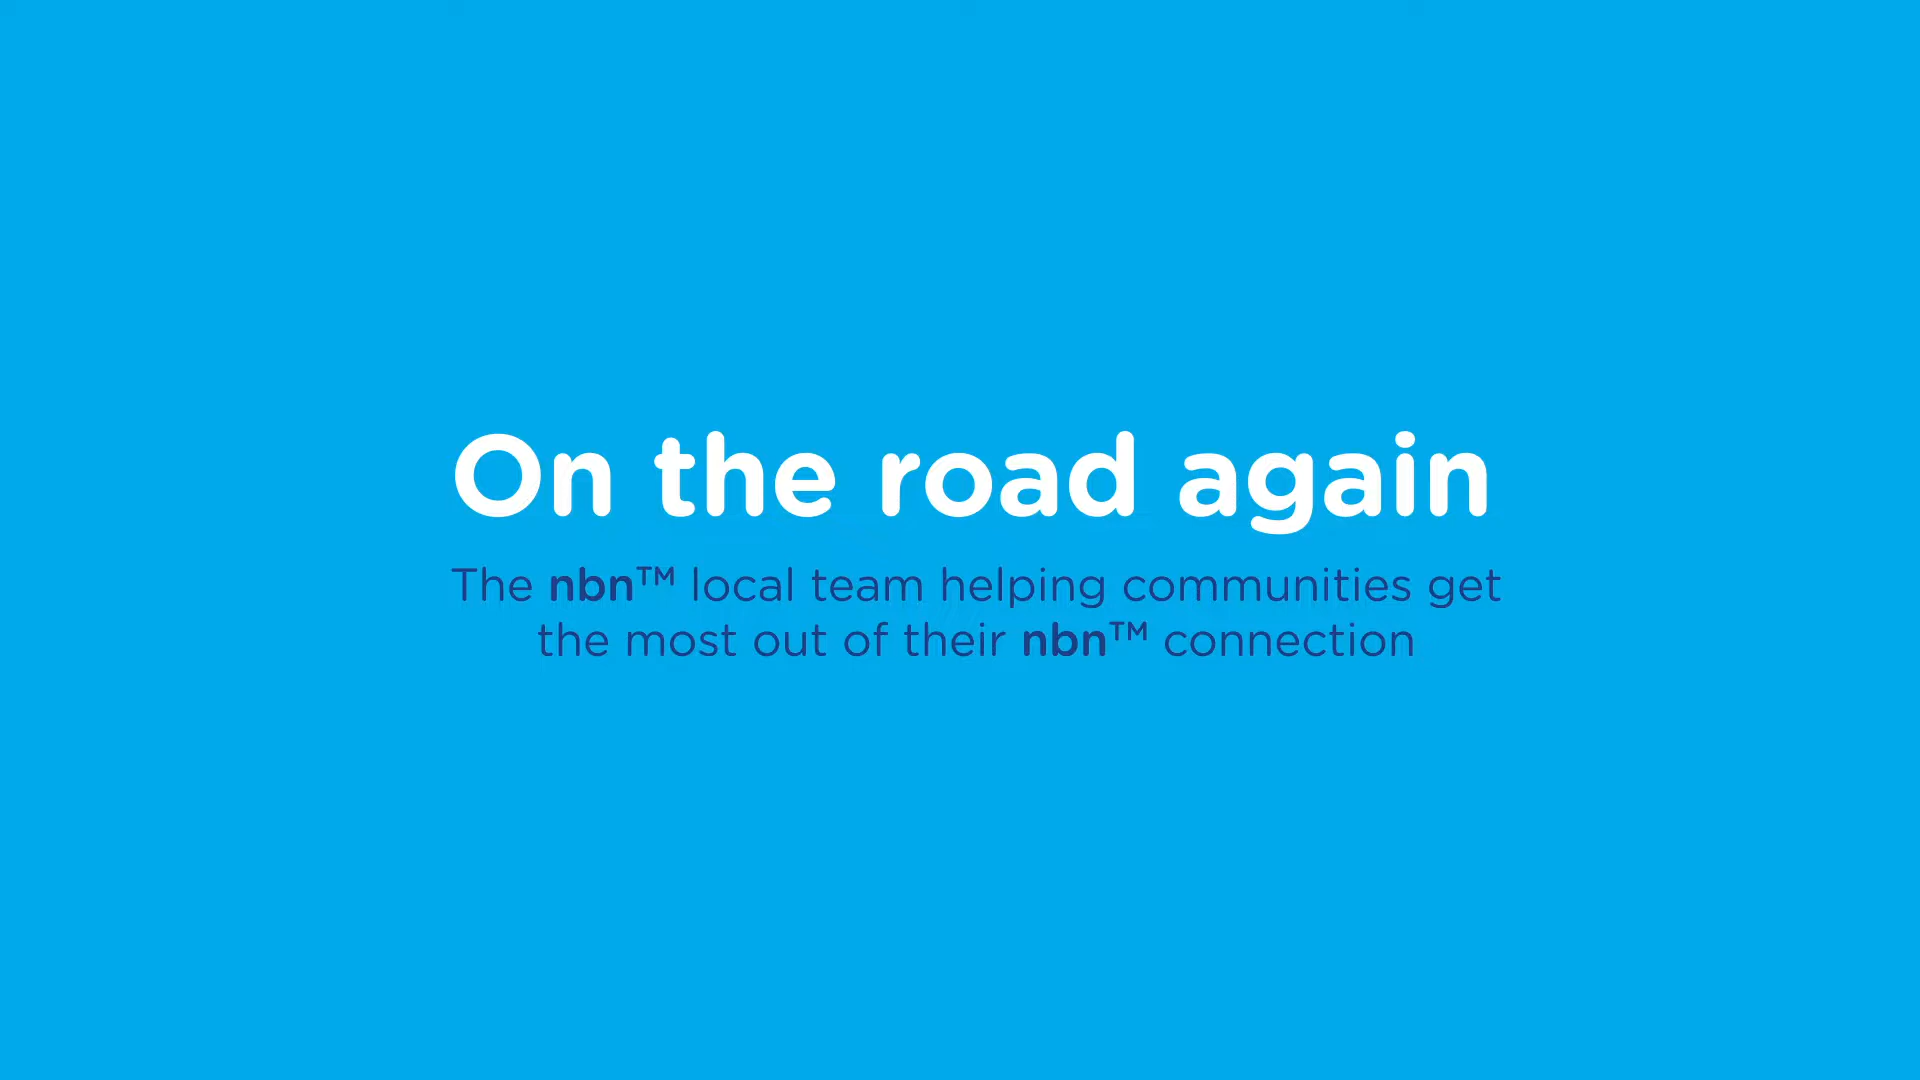 On the road again
The nbn™ local team helping communities get
the most out of their nbn™ connection